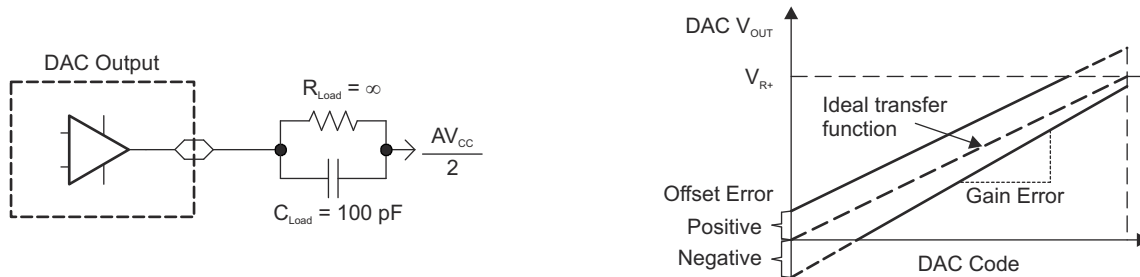 DAC Output
R_Load = ∞
C_Load = 100 pF
AV_CC
2
DAC V_OUT
V_R+
Ideal transfer
function
Offset Error
Positive
Negative
Gain Error
DAC Code